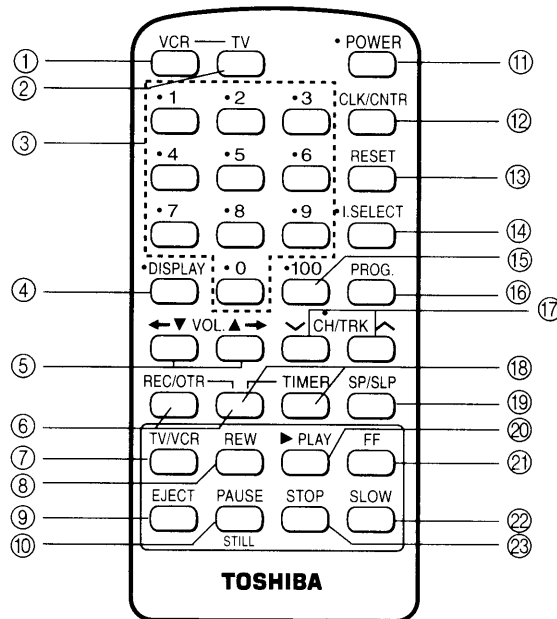 VCR TV • POWER
① ⑪
②
• 1 • 2 • 3 CLK/CNTR
③ ⑫
• 4 • 5 • 6 RESET
⑬
• 7 • 8 • 9 • I.SELECT
⑭
⑮
• DISPLAY • 0 • 100 PROG.
④ ⑯
⑰
← ▼ VOL. ▲ → ∨ • CH/TRK ∧
⑤ ⑱
REC/OTR TIMER SP/SLP
⑥ ⑲
TV/VCR REW ► PLAY FF
⑦ ⑳
⑧ ㉑
EJECT PAUSE STOP SLOW
⑨ ㉒
⑩ STILL ㉓
TOSHIBA